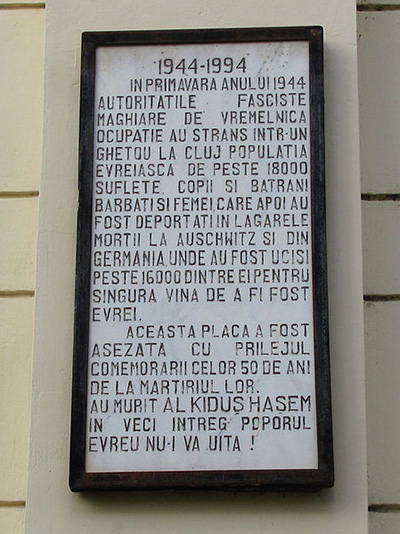 1944-1994
IN PRIMAVARA ANULUI 1944
AUTORITATILE FASCISTE
MAGHIARE DE VREMELNICA
OCUPATIE AU STRANS INTR-UN
GHETOU LA CLUJ POPULATIA
EVREIASCA DE PESTE 18000
SUFLETE, COPII SI BATRANI
BARBATI SI FEMEI, CARE APOI AU
FOST DEPORTATI IN LAGARELE
MORTII LA AUSCHWITZ SI DIN
GERMANIA, UNDE AU FOST UCISI
PESTE 16000 DINTRE EI PENTRU
SINGURA VINA DE A FI FOST
EVREI.
ACEASTA PLACA A FOST
ASEZATA CU PRILEJUL
COMEMORARII CELOR 50 DE ANI
DE LA MARTIRIUL LOR.
AU MURIT AL KIDUŞ HAŞEM
IN VECI INTREG POPORUL
EVREU NU-I VA UITA !